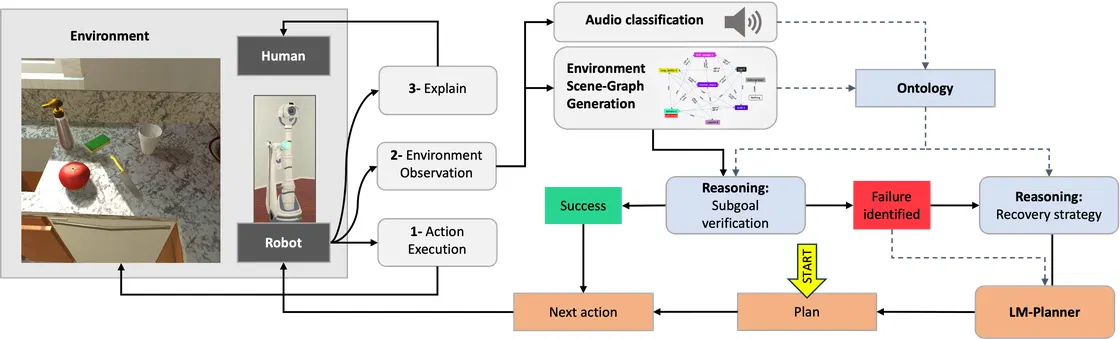 Environment
Human
Robot
3- Explain
2- Environment
Observation
1- Action
Execution
Audio classification
Environment
Scene-Graph
Generation
Ontology
Reasoning:
Subgoal
verification
Success
Failure
identified
Reasoning:
Recovery strategy
START
Next action
Plan
LM-Planner